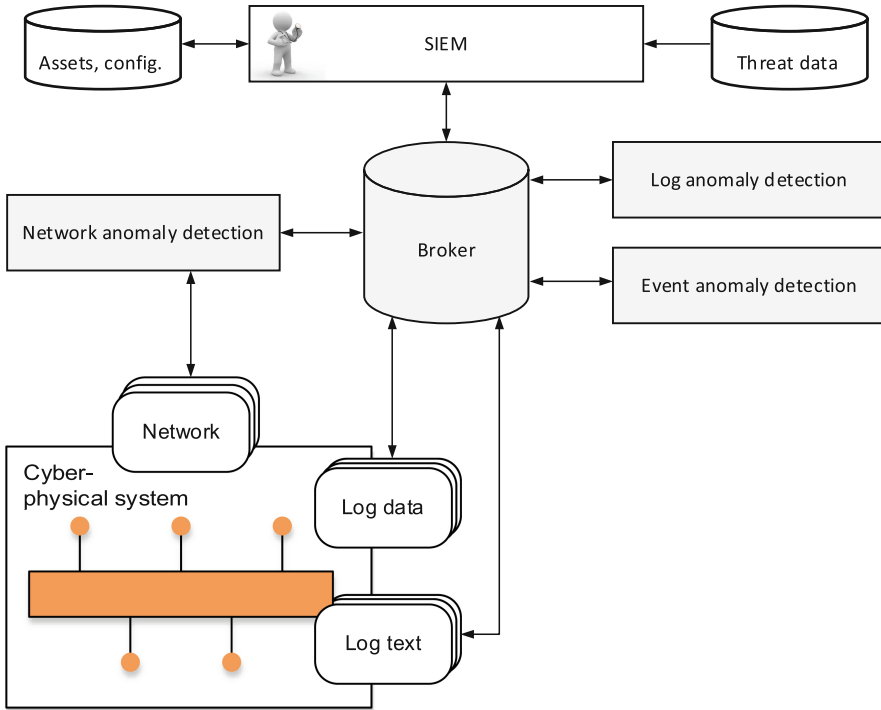 Assets, config.
SIEM
Threat data
Log anomaly detection
Network anomaly detection
Broker
Event anomaly detection
Network
Cyber-
physical system
Log data
Log text